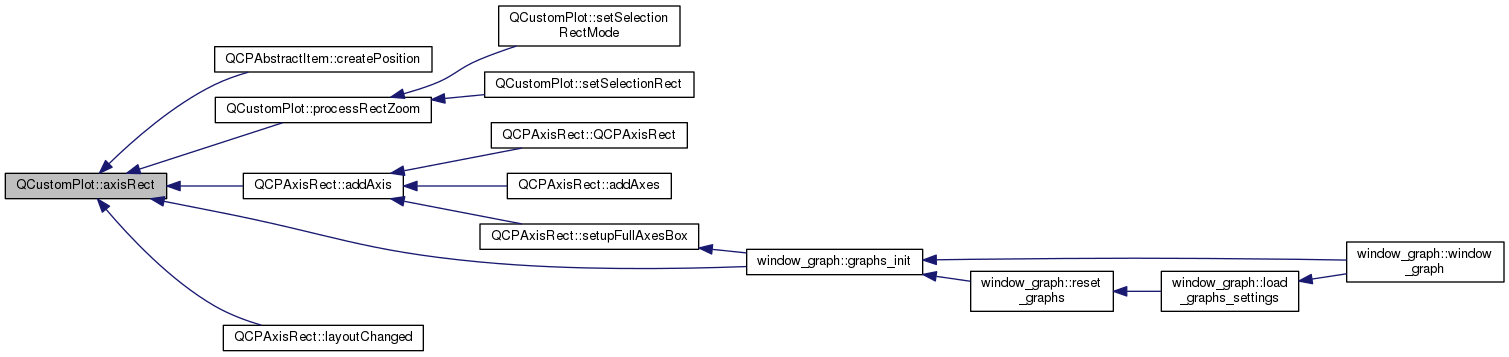 QCustomPlot::setSelection
RectMode
QCPAbstractItem::createPosition
QCustomPlot::setSelectionRect
QCustomPlot::processRectZoom
QCPAxisRect::QCPAxisRect
QCustomPlot::axisRect
QCPAxisRect::addAxis
QCPAxisRect::addAxes
QCPAxisRect::setupFullAxesBox
window_graph::graphs_init
window_graph::window
_graph
window_graph::reset
_graphs
window_graph::load
_graphs_settings
QCPAxisRect::layoutChanged